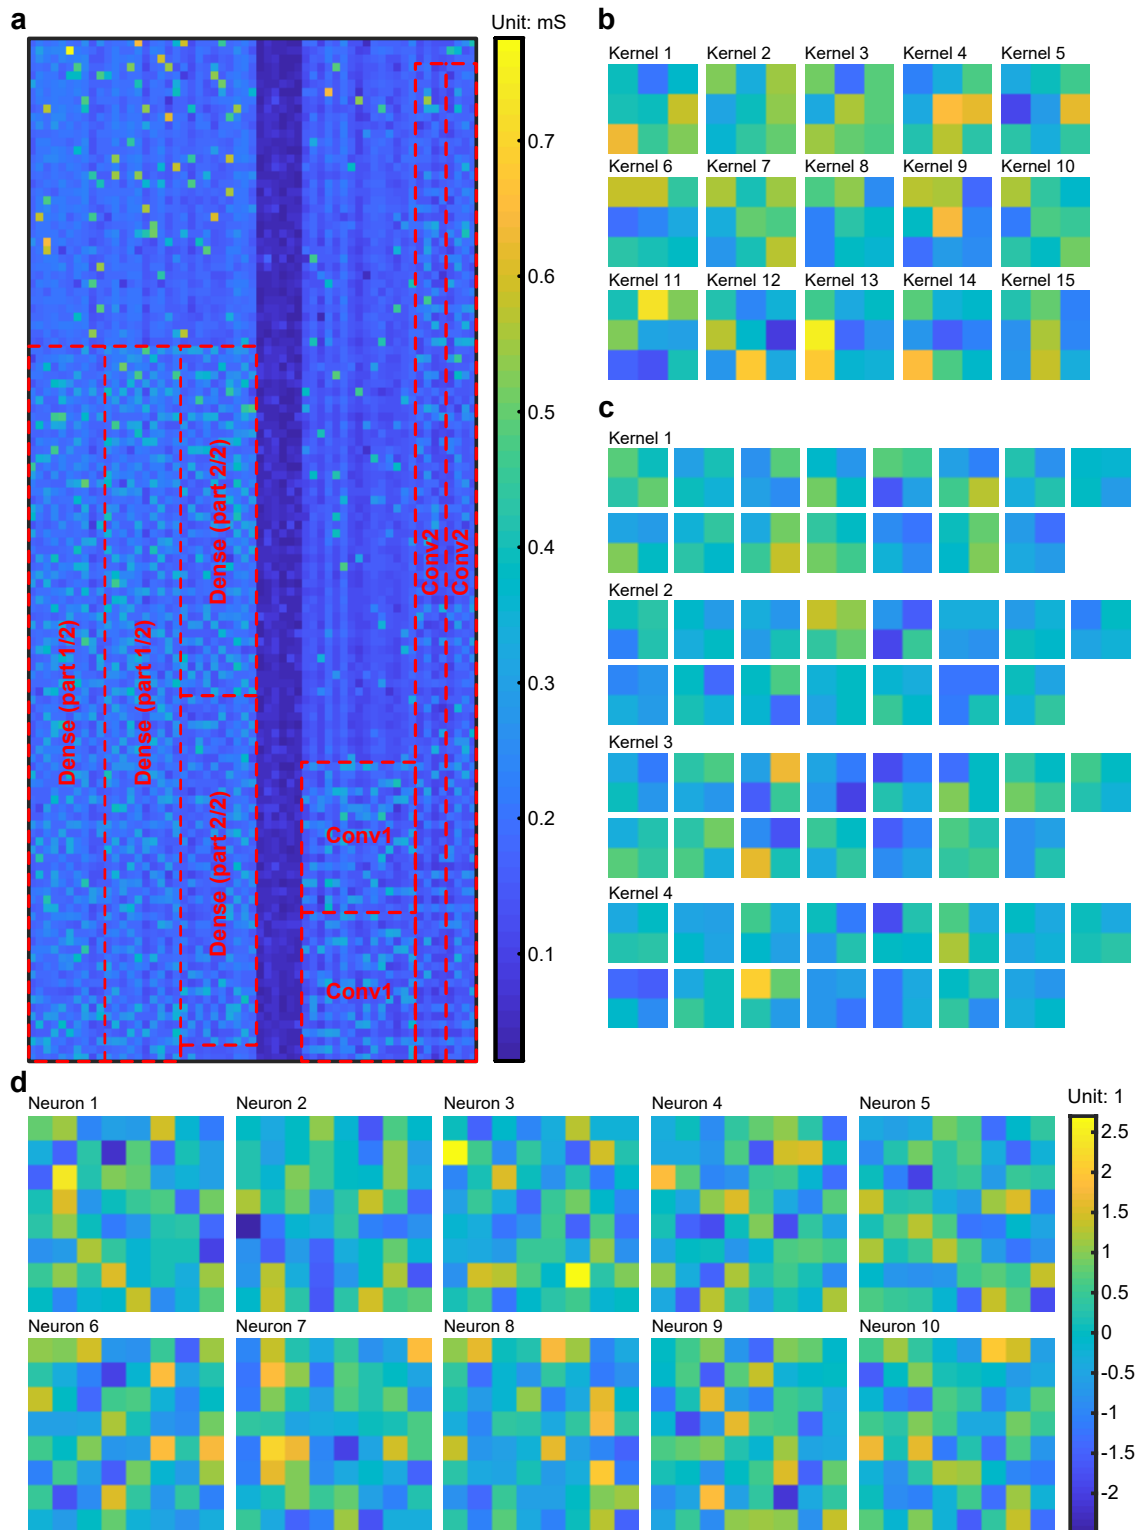 a
Unit: mS
0.7
0.6
0.5
0.4
0.3
0.2
0.1
Dense (part 1/2)
Dense (part 1/2)
Dense (part 2/2)
Dense (part 2/2)
Conv1
Conv1
Conv2
Conv2
b
Kernel 1
Kernel 2
Kernel 3
Kernel 4
Kernel 5
Kernel 6
Kernel 7
Kernel 8
Kernel 9
Kernel 10
Kernel 11
Kernel 12
Kernel 13
Kernel 14
Kernel 15
c
Kernel 1
Kernel 2
Kernel 3
Kernel 4
d
Neuron 1
Neuron 2
Neuron 3
Neuron 4
Neuron 5
Neuron 6
Neuron 7
Neuron 8
Neuron 9
Neuron 10
Unit: 1
2.5
2
1.5
1
0.5
0
-0.5
-1
-1.5
-2